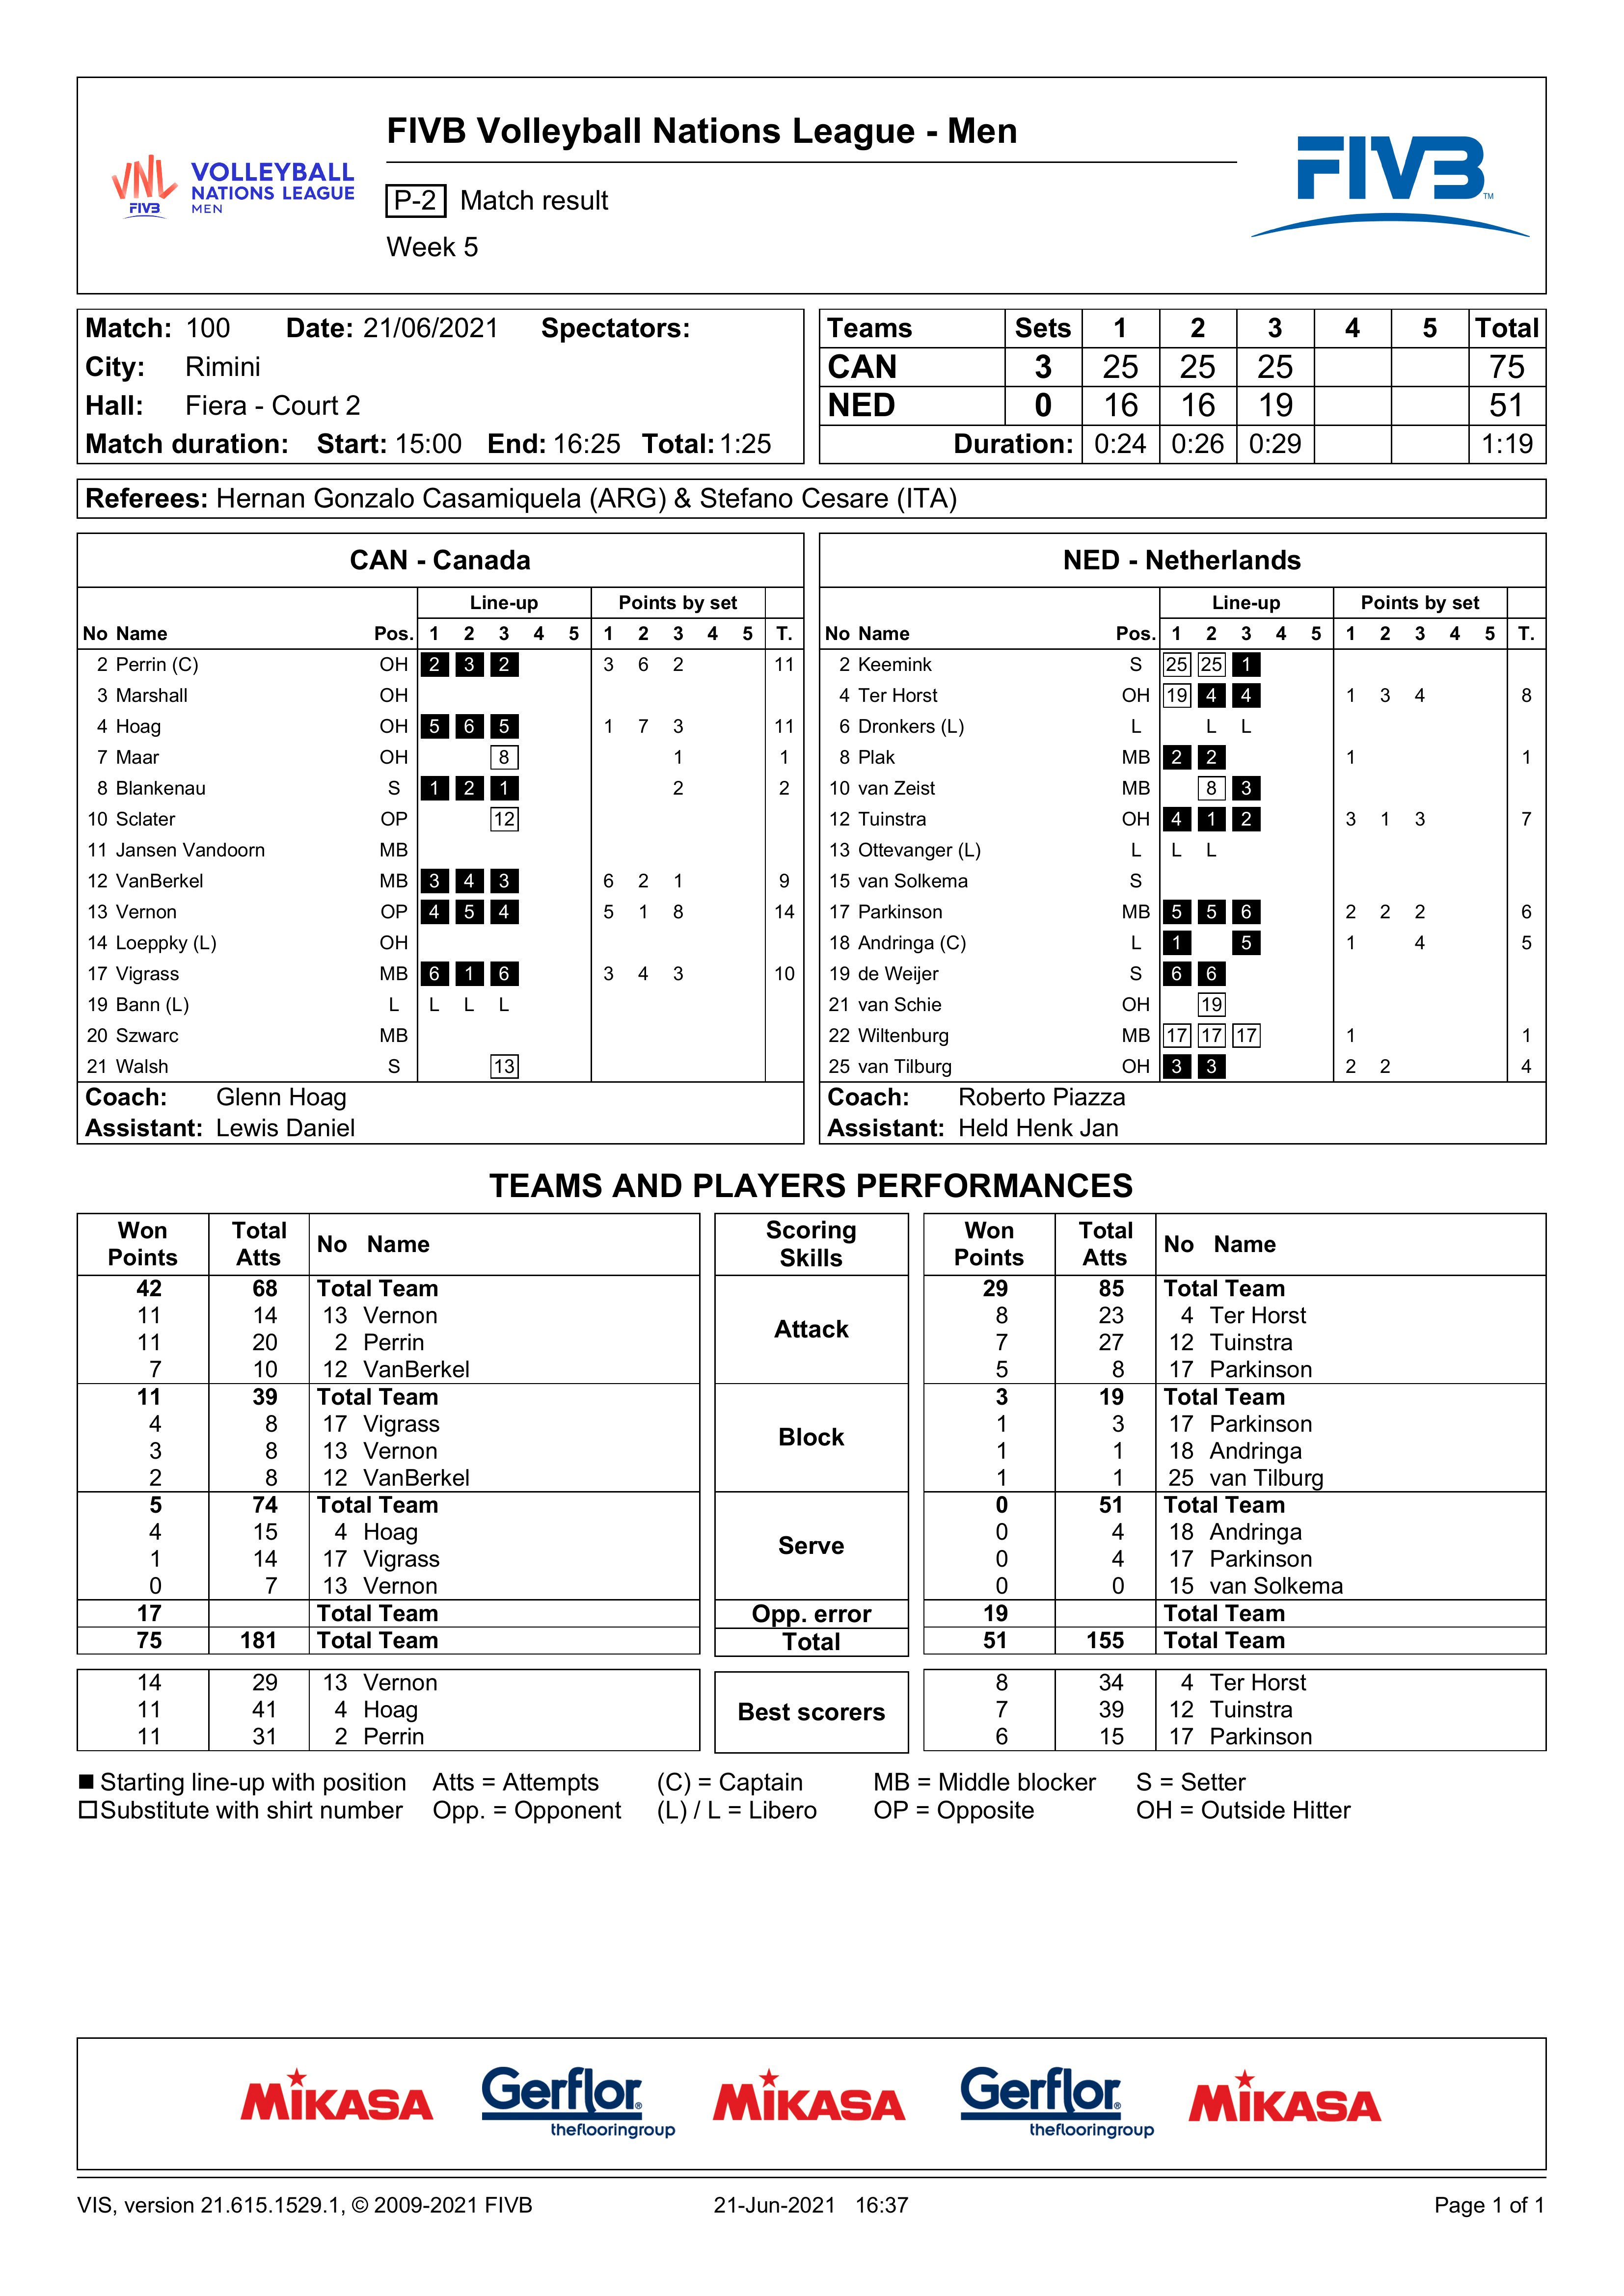 FIVB Volleyball Nations League - Men
VNL FIVB
VOLLEYBALL
NATIONS LEAGUE
MEN
P-2 Match result
Week 5
FIVB TM
Match: 100 Date: 21/06/2021 Spectators:
City: Rimini
Hall: Fiera - Court 2
Match duration: Start: 15:00 End: 16:25 Total: 1:25
Teams Sets 1 2 3 4 5 Total
CAN 3 25 25 25 75
NED 0 16 16 19 51
Duration: 0:24 0:26 0:29 1:19
Referees: Hernan Gonzalo Casamiquela (ARG) & Stefano Cesare (ITA)
CAN - Canada
Line-up Points by set
No Name Pos. 1 2 3 4 5 1 2 3 4 5 T.
2 Perrin (C) OH 2 3 2 3 6 2 11
3 Marshall OH
4 Hoag OH 5 6 5 1 7 3 11
7 Maar OH 8 1 1
8 Blankenau S 1 2 1 2 2
10 Sclater OP 12
11 Jansen Vandoorn MB
12 VanBerkel MB 3 4 3 6 2 1 9
13 Vernon OP 4 5 4 5 1 8 14
14 Loeppky (L) OH
17 Vigrass MB 6 1 6 3 4 3 10
19 Bann (L) L L L L
20 Szwarc MB
21 Walsh S 13
Coach: Glenn Hoag
Assistant: Lewis Daniel
NED - Netherlands
Line-up Points by set
No Name Pos. 1 2 3 4 5 1 2 3 4 5 T.
2 Keemink S 25 25 1
4 Ter Horst OH 19 4 4 1 3 4 8
6 Dronkers (L) L L L
8 Plak MB 2 2 1 1
10 van Zeist MB 8 3
12 Tuinstra OH 4 1 2 3 1 3 7
13 Ottevanger (L) L L L
15 van Solkema S
17 Parkinson MB 5 5 6 2 2 2 6
18 Andringa (C) L 1 5 1 4 5
19 de Weijer S 6 6
21 van Schie OH 19
22 Wiltenburg MB 17 17 17 1 1
25 van Tilburg OH 3 3 2 2 4
Coach: Roberto Piazza
Assistant: Held Henk Jan
TEAMS AND PLAYERS PERFORMANCES
Won Points Total Atts No Name Scoring Skills Won Points Total Atts No Name
42 68 Total Team Attack 29 85 Total Team
11 14 13 Vernon 8 23 4 Ter Horst
11 20 2 Perrin 7 27 12 Tuinstra
7 10 12 VanBerkel 5 8 17 Parkinson
11 39 Total Team Block 3 19 Total Team
4 8 17 Vigrass 1 3 17 Parkinson
3 8 13 Vernon 1 1 18 Andringa
2 8 12 VanBerkel 1 1 25 van Tilburg
5 74 Total Team Serve 0 51 Total Team
4 15 4 Hoag 0 4 18 Andringa
1 14 17 Vigrass 0 4 17 Parkinson
0 7 13 Vernon 0 0 15 van Solkema
17 Total Team Opp. error 19 Total Team
75 181 Total Team Total 51 155 Total Team
14 29 13 Vernon Best scorers 8 34 4 Ter Horst
11 41 4 Hoag 7 39 12 Tuinstra
11 31 2 Perrin 6 15 17 Parkinson
Starting line-up with position Atts = Attempts (C) = Captain MB = Middle blocker S = Setter
Substitute with shirt number Opp. = Opponent (L) / L = Libero OP = Opposite OH = Outside Hitter
MIKASA Gerflor® MIKASA Gerflor® MIKASA
theflooringgroup theflooringgroup
VIS, version 21.615.1529.1, © 2009-2021 FIVB 21-Jun-2021 16:37 Page 1 of 1